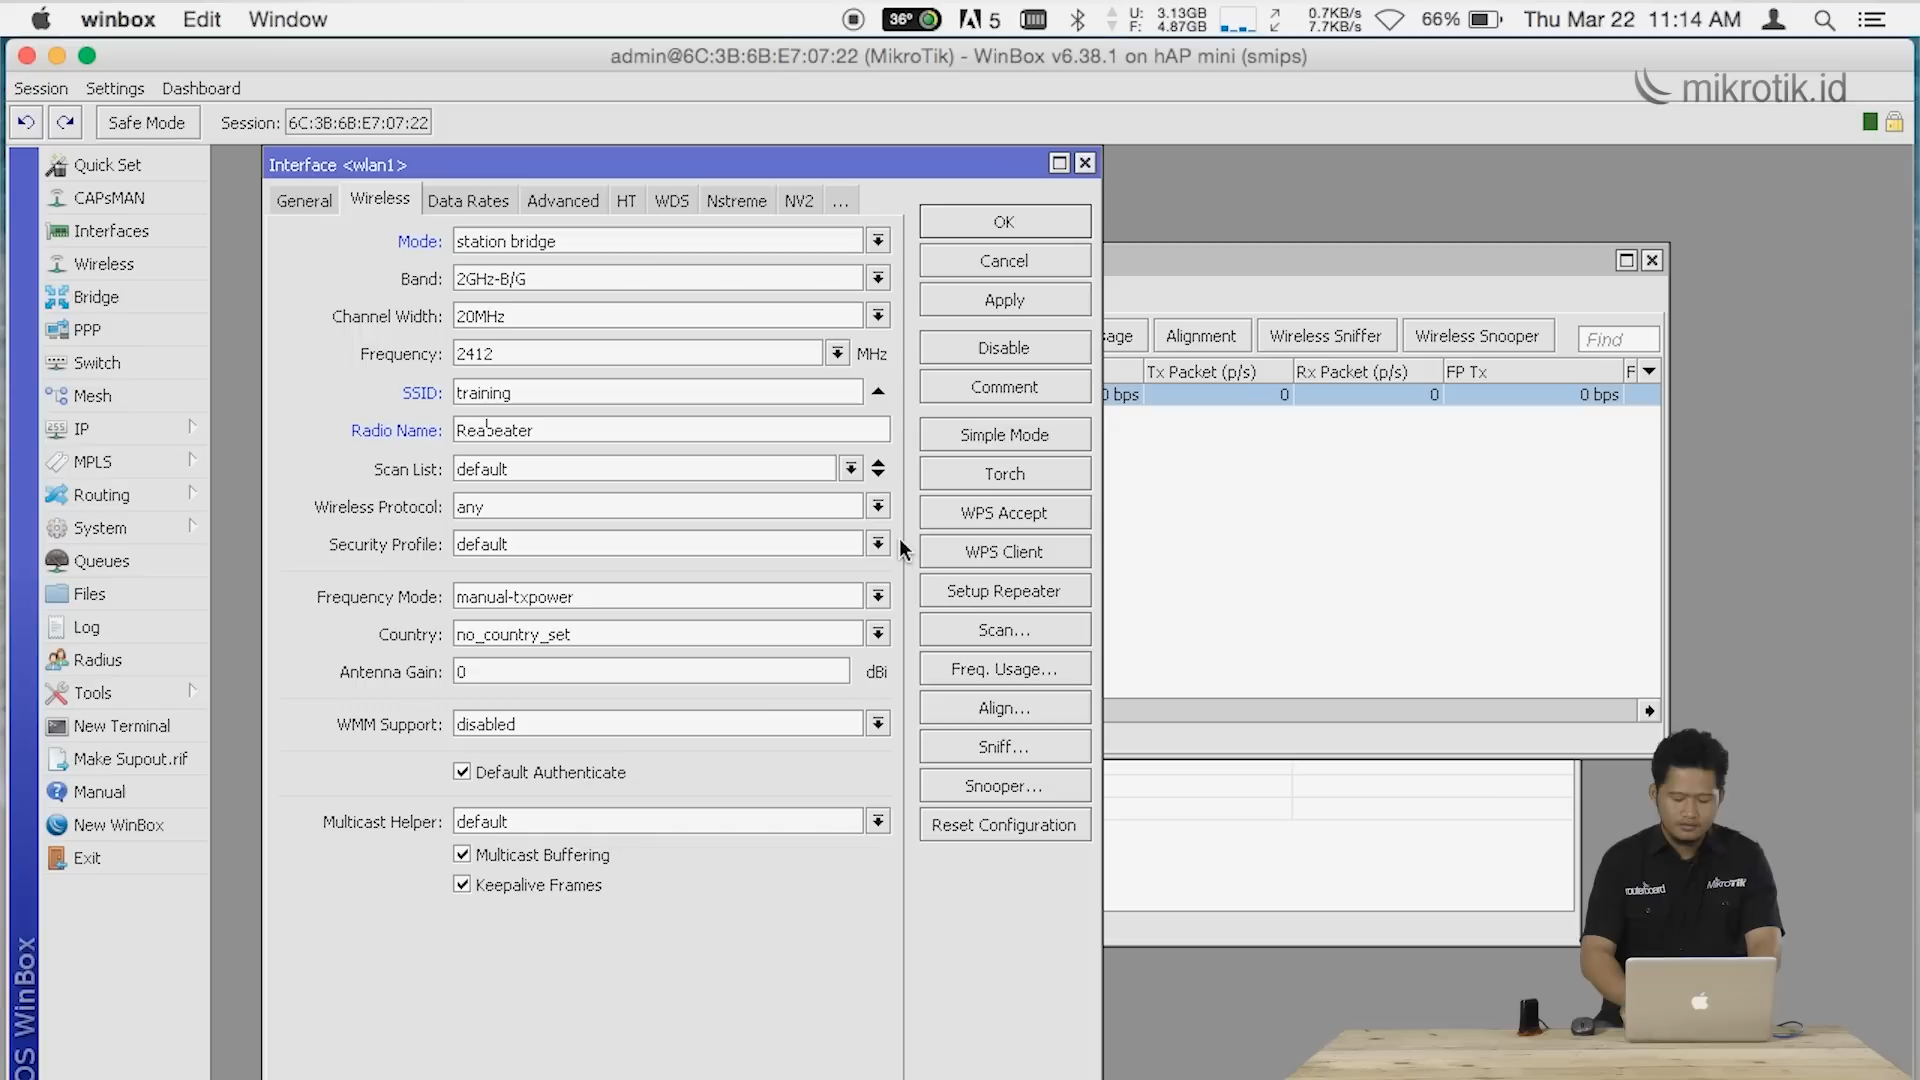 winbox Edit Window
36° 5 U: 3.13GB F: 4.87GB 0.7KB/s 7.7KB/s 66% Thu Mar 22 11:14 AM
admin@6C:3B:6B:E7:07:22 (MikroTik) - WinBox v6.38.1 on hAP mini (smips)
Session Settings Dashboard
mikrotik.id
Safe Mode Session: 6C:3B:6B:E7:07:22
Quick Set
CAPsMAN
Interfaces
Wireless
Bridge
PPP
Switch
Mesh
255 IP
MPLS
Routing
System
Queues
Files
Log
Radius
Tools
New Terminal
Make Supout.rif
Manual
New WinBox
Exit
OS WinBox
Interface <wlan1>
General Wireless Data Rates Advanced HT WDS Nstreme NV2 ...
Mode: station bridge
Band: 2GHz-B/G
Channel Width: 20MHz
Frequency: 2412 MHz
SSID: training
Radio Name: Reabeater
Scan List: default
Wireless Protocol: any
Security Profile: default
Frequency Mode: manual-txpower
Country: no_country_set
Antenna Gain: 0 dBi
WMM Support: disabled
Default Authenticate
Multicast Helper: default
Multicast Buffering
Keepalive Frames
OK
Cancel
Apply
Disable
Comment
Simple Mode
Torch
WPS Accept
WPS Client
Setup Repeater
Scan...
Freq. Usage...
Align...
Sniff...
Snooper...
Reset Configuration
sage Alignment Wireless Sniffer Wireless Snooper Find
Tx Packet (p/s) Rx Packet (p/s) FP Tx F
0 bps 0 0 0 bps
routerboard MikroTik